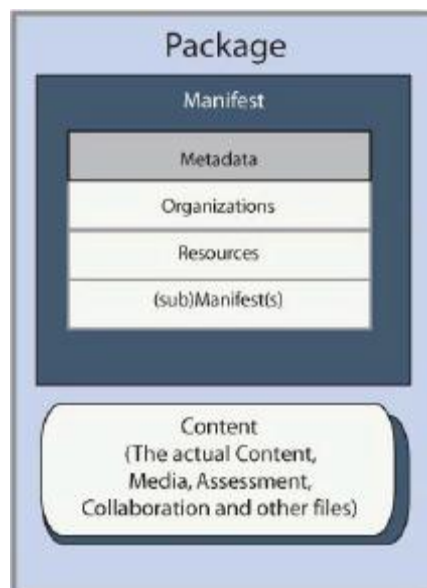 Package
Manifest
Metadata
Organizations
Resources
(sub)Manifest(s)
Content
(The actual Content,
Media, Assessment,
Collaboration and other files)